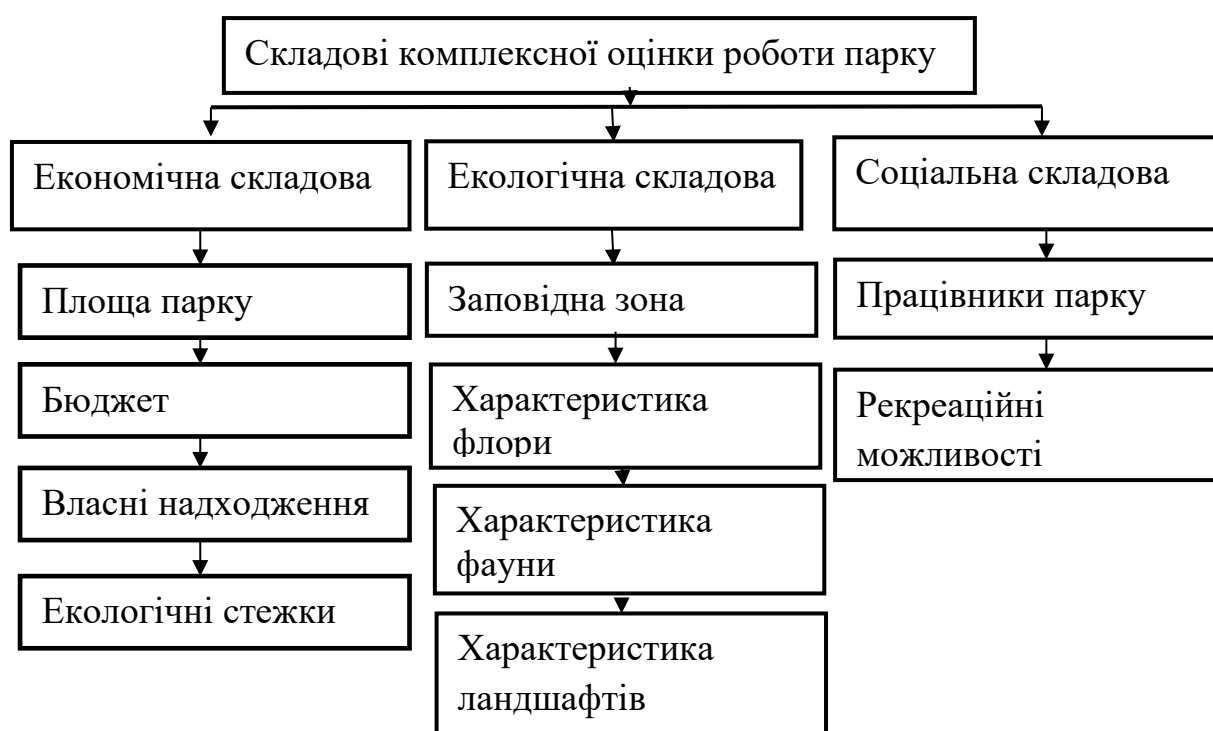 Складові комплексної оцінки роботи парку
Економічна складова
Площа парку
Бюджет
Власні надходження
Екологічні стежки
Екологічна складова
Заповідна зона
Характеристика
флори
Характеристика
фауни
Характеристика
ландшафтів
Соціальна складова
Працівники парку
Рекреаційні
можливості